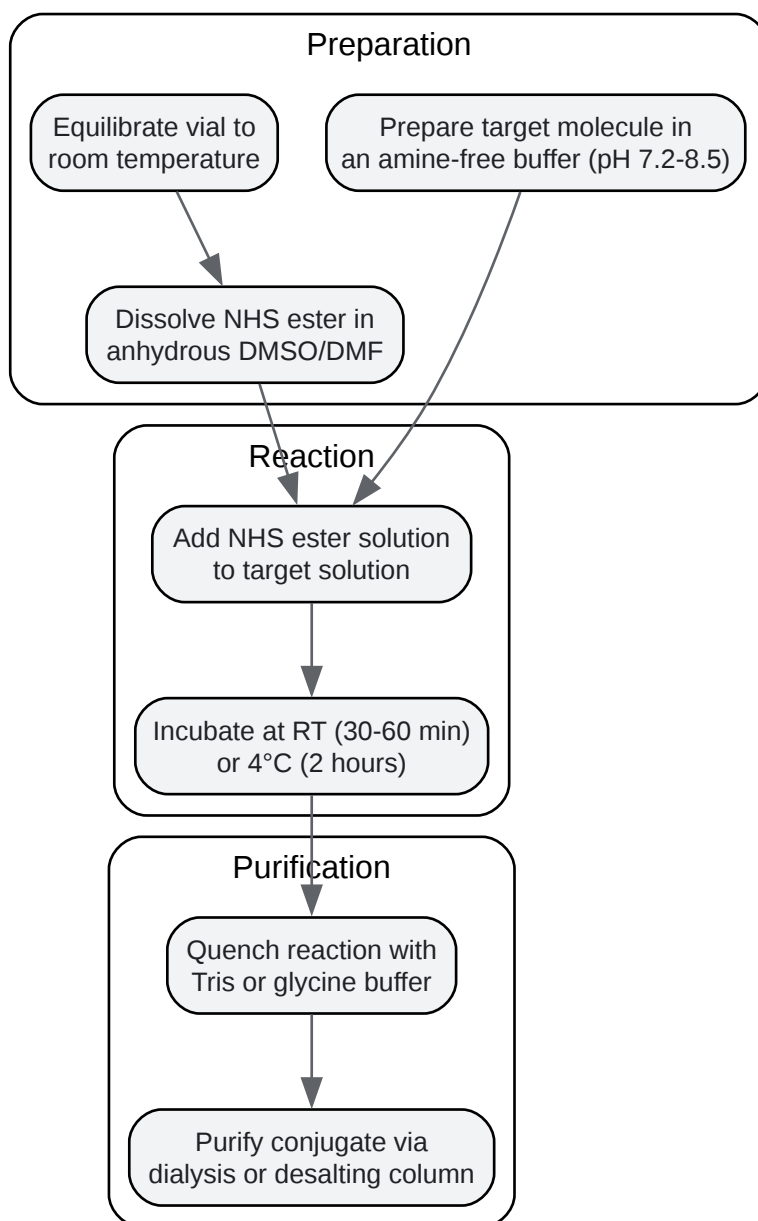 Preparation
Equilibrate vial to
room temperature
Prepare target molecule in
an amine-free buffer (pH 7.2-8.5)
Dissolve NHS ester in
anhydrous DMSO/DMF
Reaction
Add NHS ester solution
to target solution
Incubate at RT (30-60 min)
or 4°C (2 hours)
Purification
Quench reaction with
Tris or glycine buffer
Purify conjugate via
dialysis or desalting column